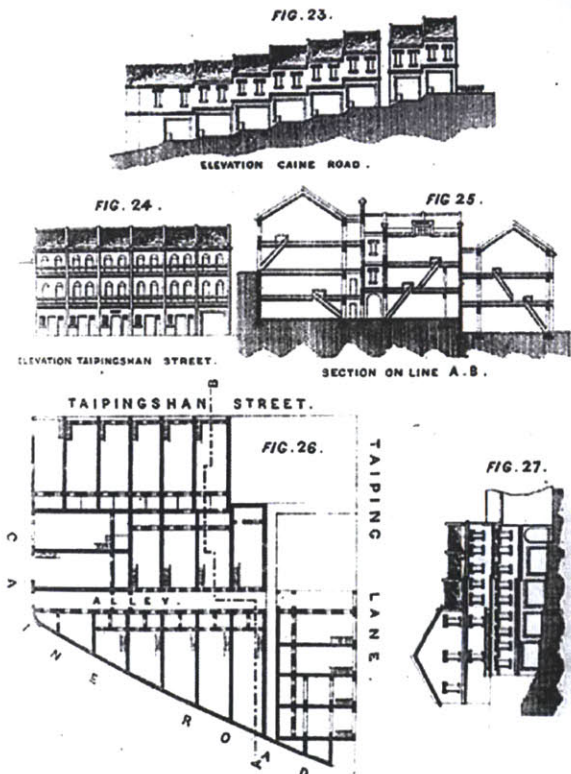 FIG. 23.
ELEVATION CAINE ROAD.
FIG. 24.
FIG 25.
ELEVATION TAIPINGSHAN STREET.
SECTION ON LINE A.B.
B
TAIPINGSHAN STREET.
FIG. 26.
TAIPING LANE.
FIG. 27.
ALLEY.
CAINE ROAD
A